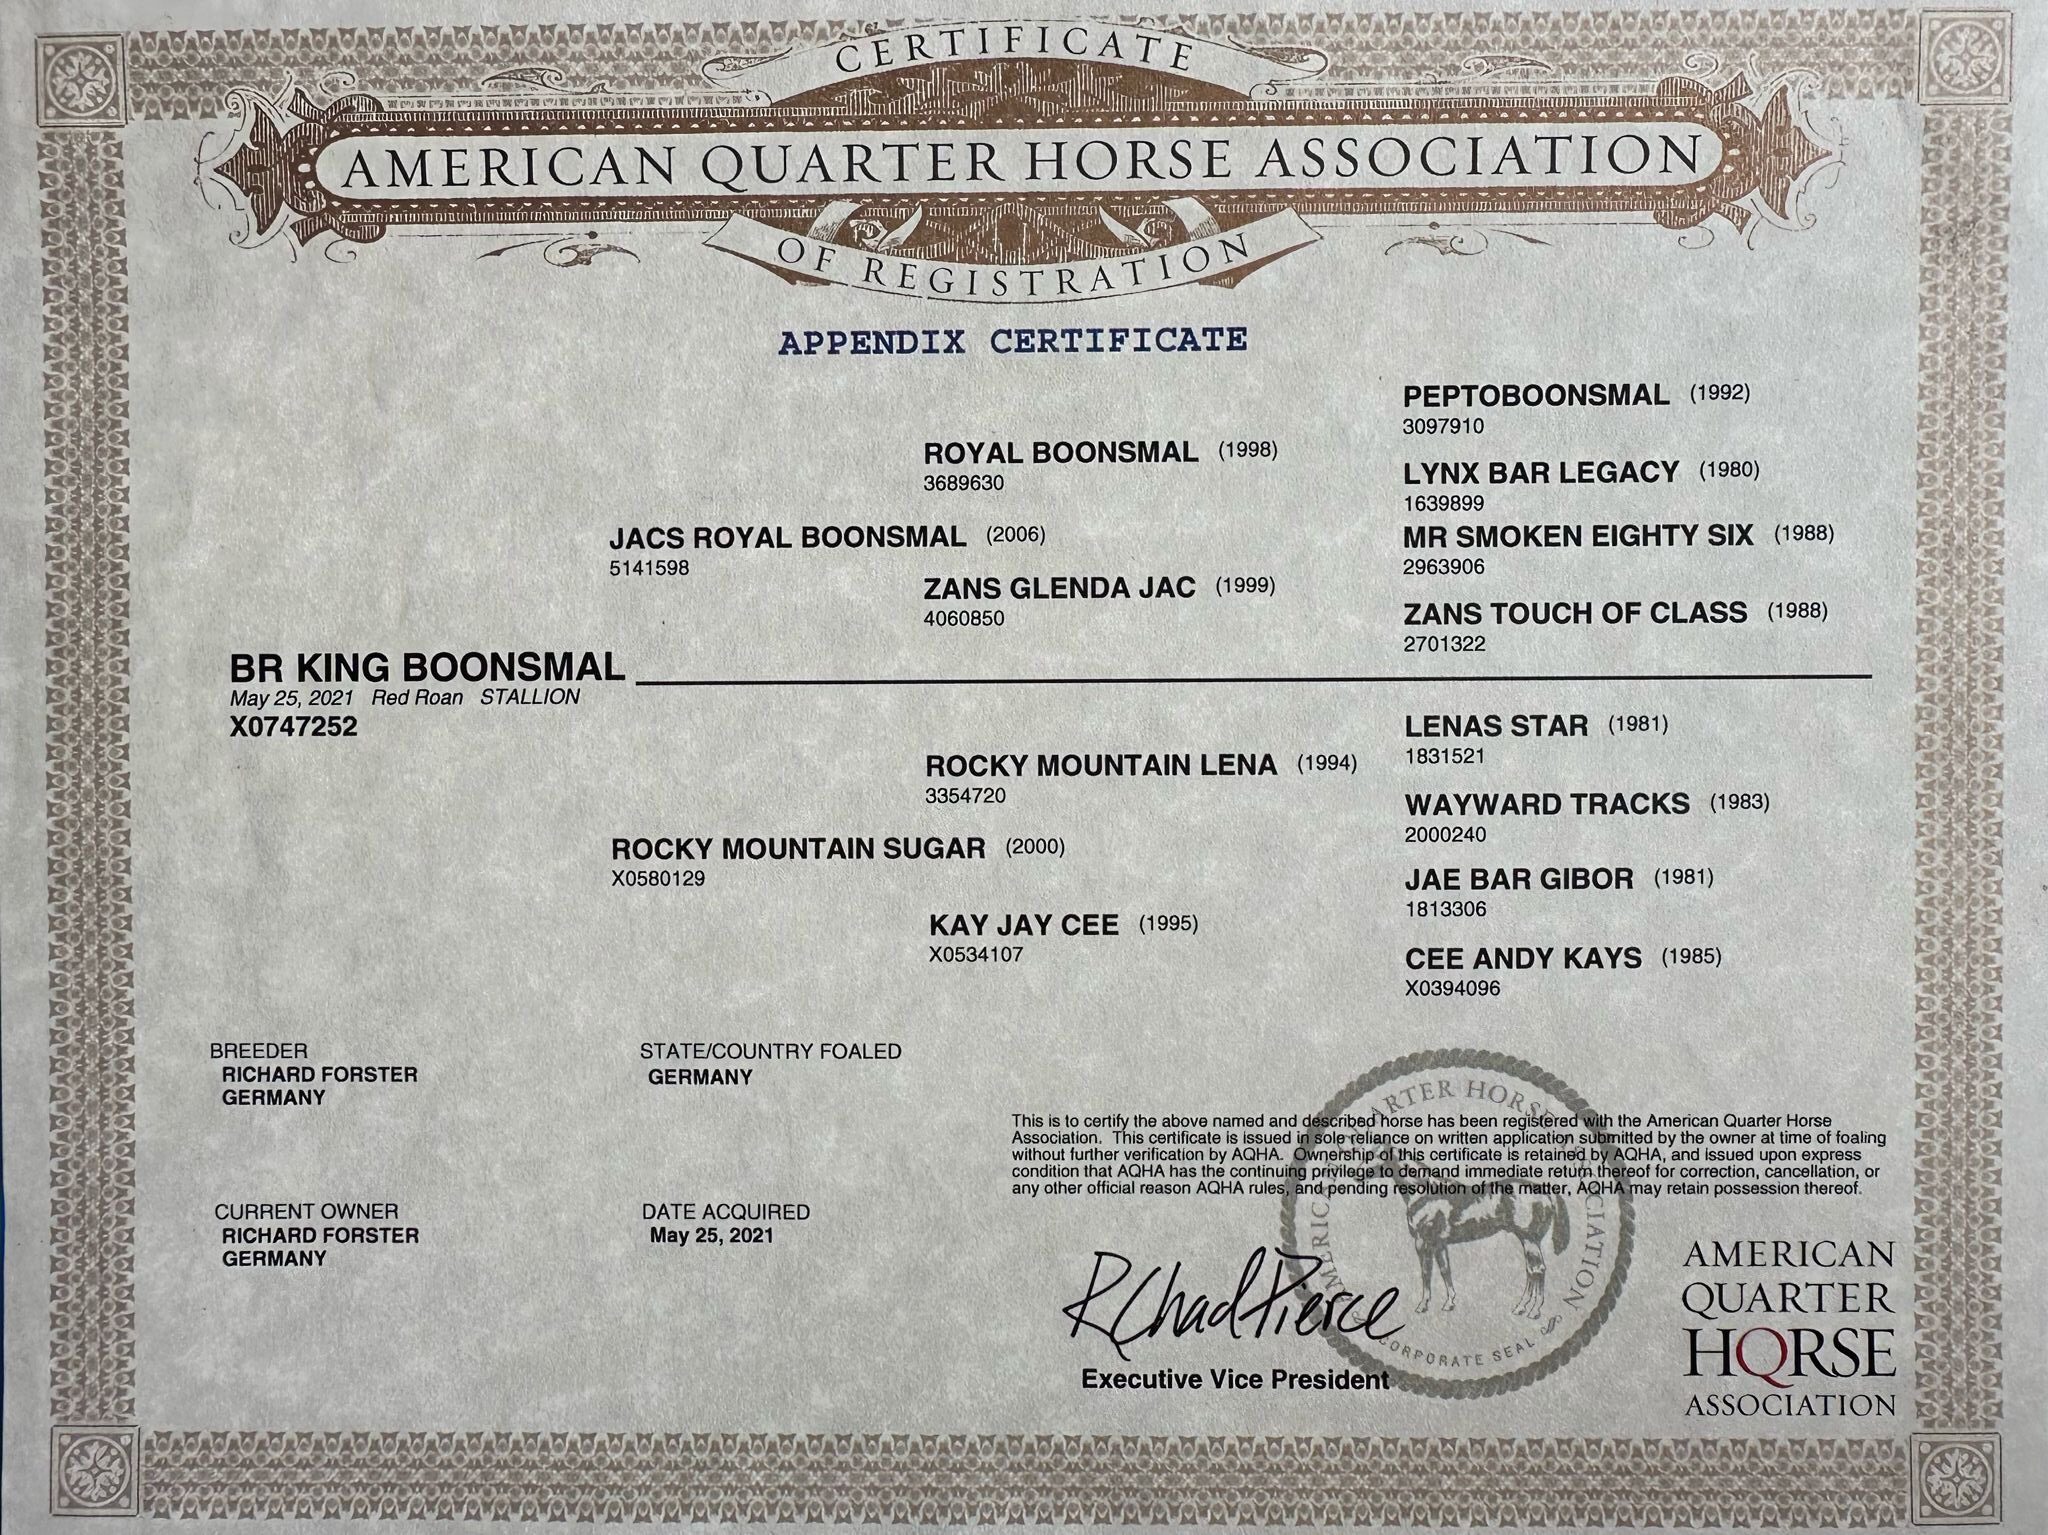 CERTIFICATE
AMERICAN QUARTER HORSE ASSOCIATION
OF REGISTRATION
APPENDIX CERTIFICATE
PEPTOBOONSMAL (1992)
3097910
ROYAL BOONSMAL (1998)
3689630
LYNX BAR LEGACY (1980)
1639899
JACS ROYAL BOONSMAL (2006)
5141598
MR SMOKEN EIGHTY SIX (1988)
2963906
ZANS GLENDA JAC (1999)
4060850
ZANS TOUCH OF CLASS (1988)
2701322
BR KING BOONSMAL
May 25, 2021 Red Roan STALLION
X0747252
LENAS STAR (1981)
1831521
ROCKY MOUNTAIN LENA (1994)
3354720
WAYWARD TRACKS (1983)
2000240
ROCKY MOUNTAIN SUGAR (2000)
X0580129
JAE BAR GIBOR (1981)
1813306
KAY JAY CEE (1995)
X0534107
CEE ANDY KAYS (1985)
X0394096
BREEDER
RICHARD FORSTER
GERMANY
STATE/COUNTRY FOALED
GERMANY
This is to certify the above named and described horse has been registered with the American Quarter Horse
Association. This certificate is issued in sole reliance on written application submitted by the owner at time of foaling
without further verification by AQHA. Ownership of this certificate is retained by AQHA, and issued upon express
condition that AQHA has the continuing privilege to demand immediate return thereof for correction, cancellation, or
any other official reason AQHA rules, and pending resolution of the matter, AQHA may retain possession thereof.
CURRENT OWNER
RICHARD FORSTER
GERMANY
DATE ACQUIRED
May 25, 2021
R Chad Pierce
Executive Vice President
AMERICAN QUARTER HORSE ASSOCIATION
CORPORATE SEAL
AMERICAN
QUARTER
HORSE
ASSOCIATION